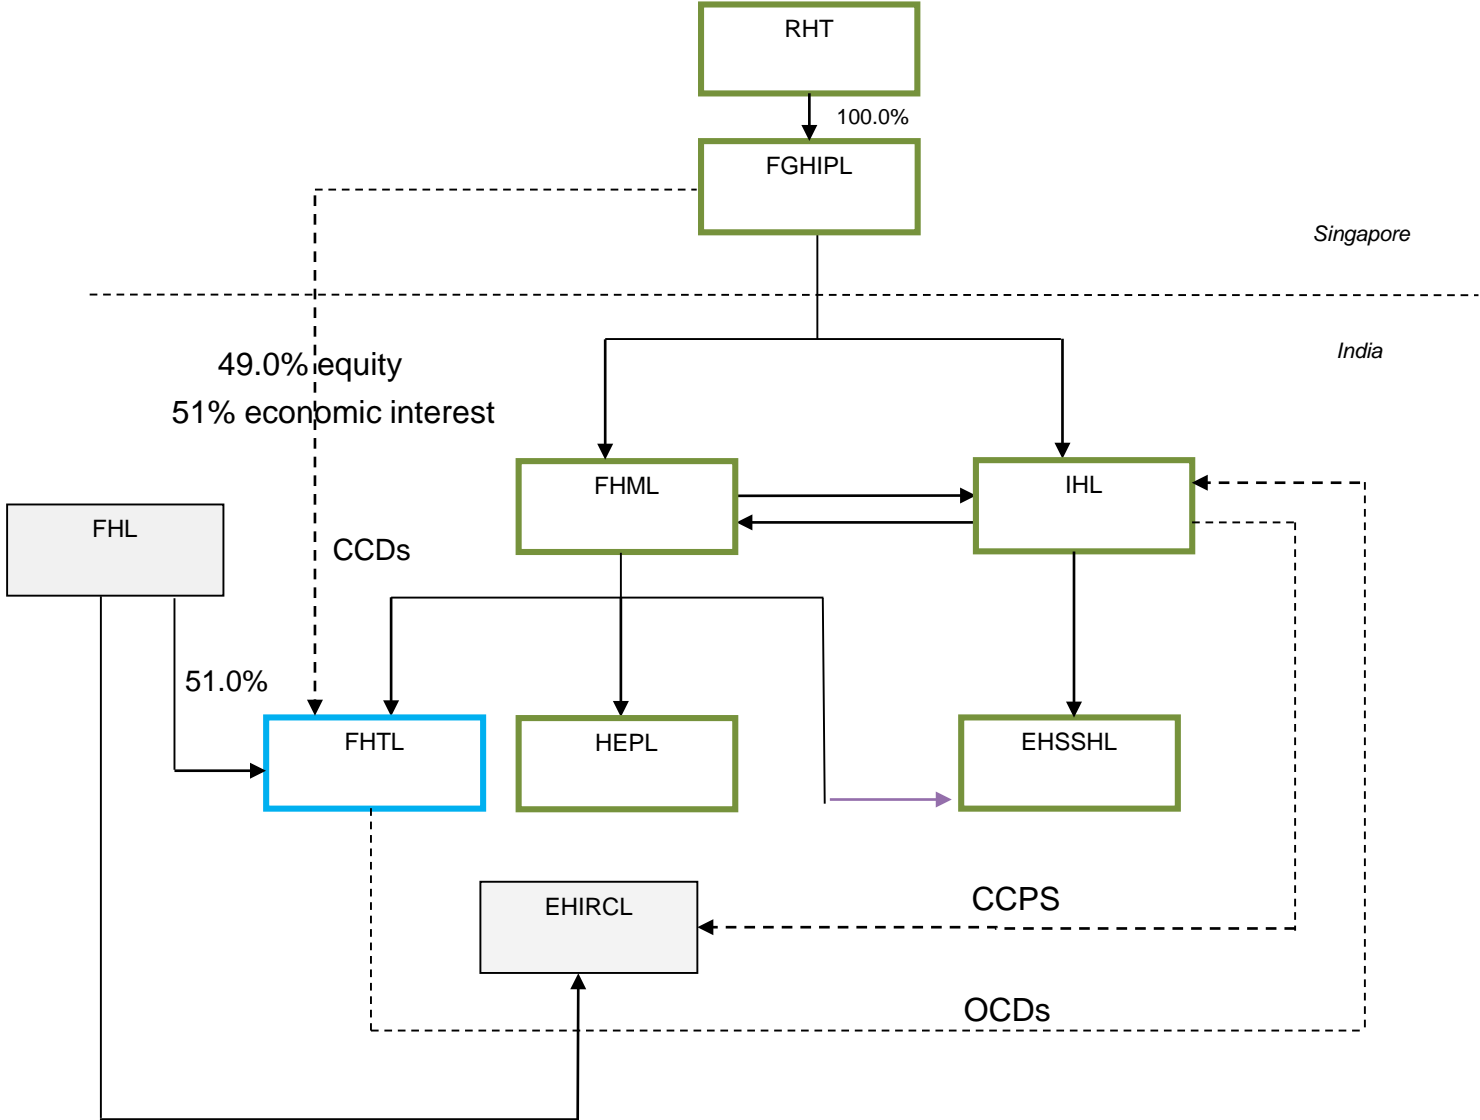 RHT
100.0%
FGHIPL
Singapore
India
49.0% equity
51% economic interest
FHML
IHL
FHL
CCDs
51.0%
FHTL
HEPL
EHSSHL
EHIRCL
CCPS
OCDs